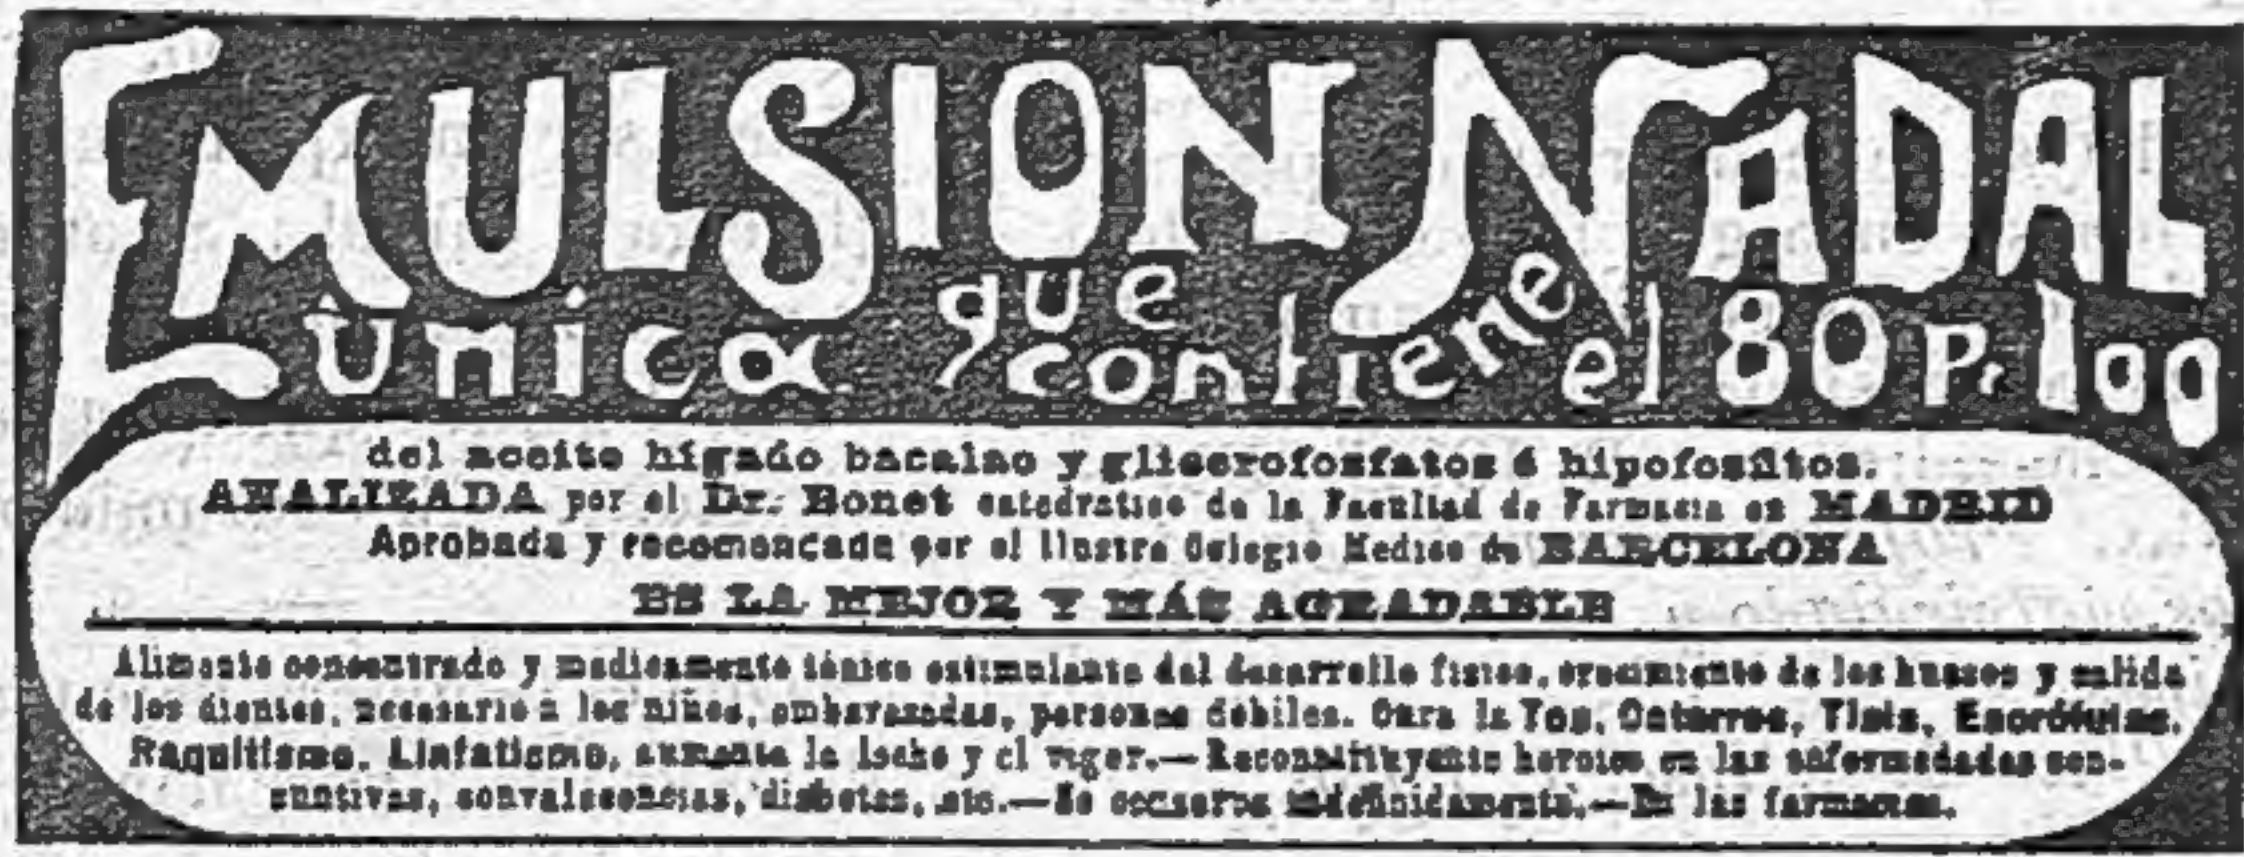 EMULSION NADAL
única que contiene el 80 P. 100
del aceite hígado bacalao y glicerofosfatos é hipofosfitos.
ANALIZADA por el Dr. Bonet catedratico de la Facultad de Farmacia en MADRID
Aprobada y recomendada por el Ilustre Colegio Medico de BARCELONA
ES LA MEJOR Y MÁS AGRADABLE
Alimento concentrado y medicamento tónico estimulante del desarrollo fisico, crecimiento de los huesos y salida
de los dientes, necesario a los niños, embarazadas, personas débiles. Cura la Tos, Catarros, Tisis, Escrófulas,
Raquitismo, Linfatismo, aumenta la leche y el vigor.—Reconstituyente heroico en las enfermedades con-
suntivas, convalescencias, diabetes, etc.—Se conserva indefinidamente.—En las farmacias.